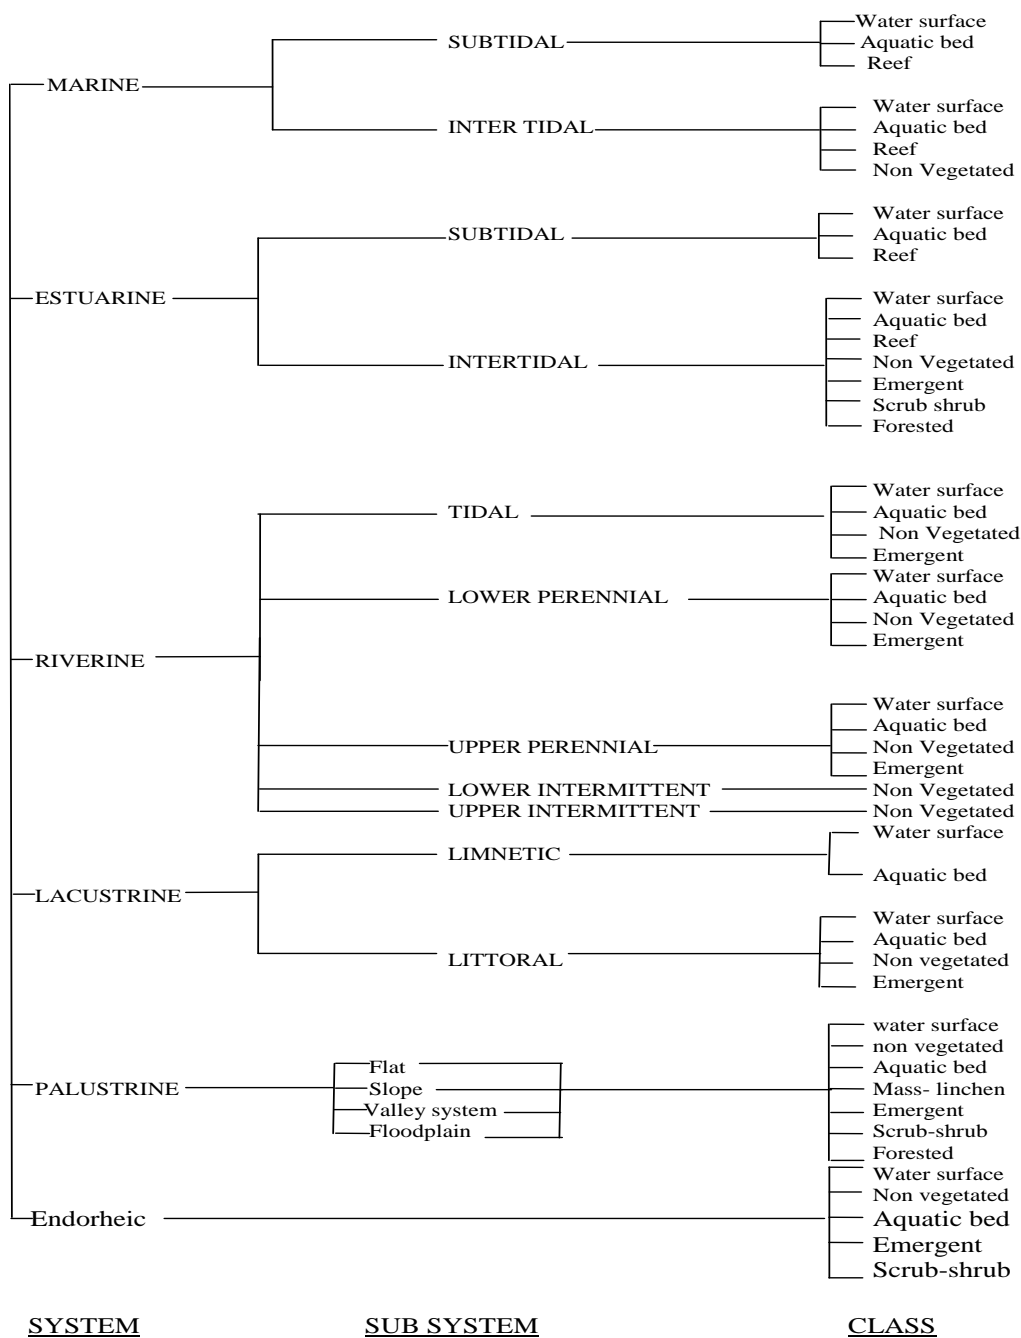 Water surface
SUBTIDAL
Aquatic bed
Reef
MARINE
Water surface
INTER TIDAL
Aquatic bed
Reef
Non Vegetated
Water surface
SUBTIDAL
Aquatic bed
Reef
ESTUARINE
Water surface
Aquatic bed
Reef
INTERTIDAL
Non Vegetated
Emergent
Scrub shrub
Forested
Water surface
TIDAL
Aquatic bed
Non Vegetated
Emergent
Water surface
LOWER PERENNIAL
Aquatic bed
Non Vegetated
Emergent
RIVERINE
Water surface
Aquatic bed
UPPER PERENNIAL
Non Vegetated
Emergent
LOWER INTERMITTENT
Non Vegetated
UPPER INTERMITTENT
Non Vegetated
Water surface
LIMNETIC
Aquatic bed
LACUSTRINE
Water surface
Aquatic bed
LITTORAL
Non vegetated
Emergent
water surface
non vegetated
Flat
Aquatic bed
PALUSTRINE
Slope
Mass- linchen
Valley system
Emergent
Floodplain
Scrub-shrub
Forested
Water surface
Non vegetated
Endorheic
Aquatic bed
Emergent
Scrub-shrub
SYSTEM
SUB SYSTEM
CLASS